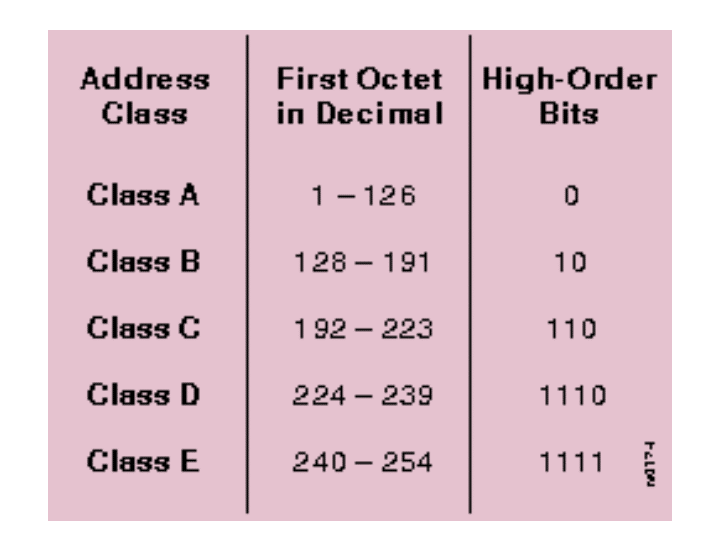 Address Class
First Octet in Decimal
High-Order Bits
Class A 1 – 126 0
Class B 128 – 191 10
Class C 192 – 223 110
Class D 224 – 239 1110
Class E 240 – 254 1111